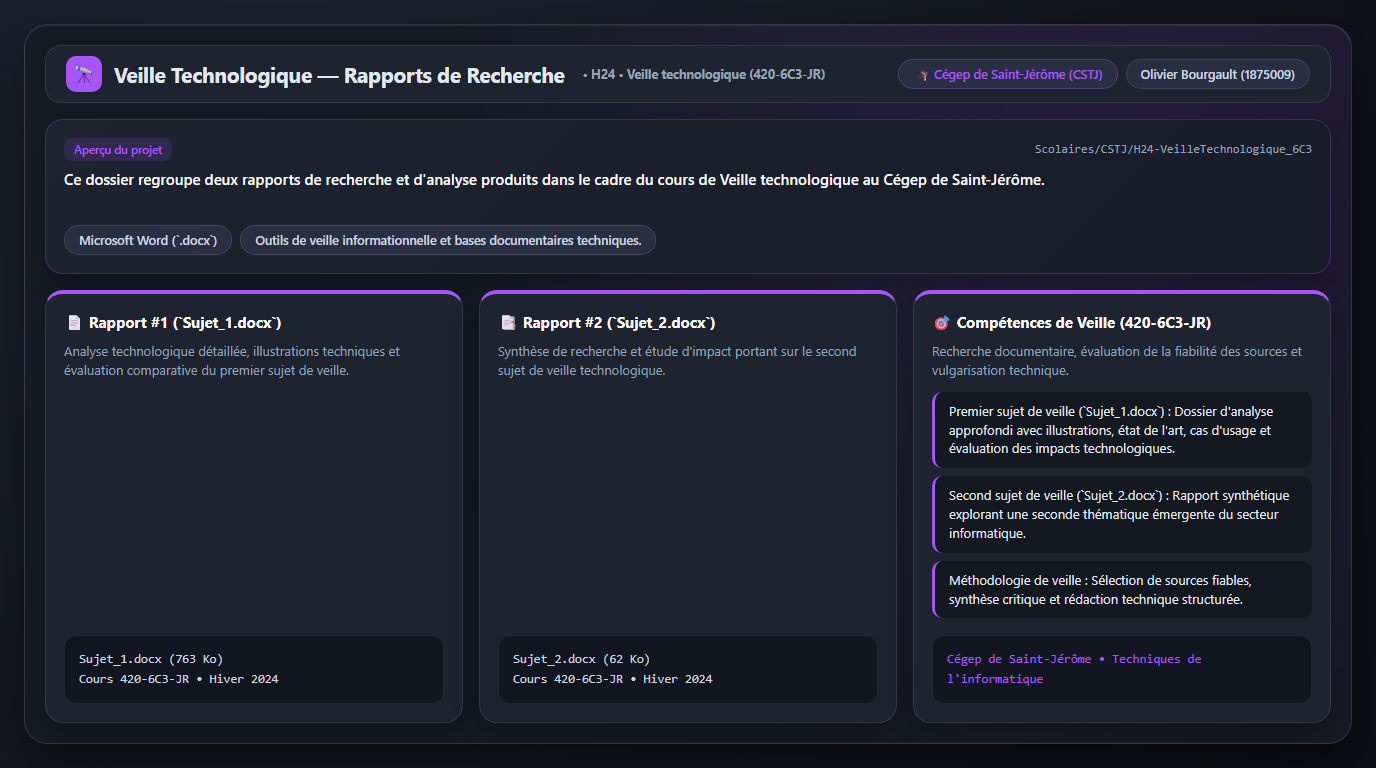 Veille Technologique — Rapports de Recherche
• H24 • Veille technologique (420-6C3-JR)
Cégep de Saint-Jérôme (CSTJ)
Olivier Bourgault (1875009)
Aperçu du projet
Scolaires/CSTJ/H24-VeilleTechnologique_6C3
Ce dossier regroupe deux rapports de recherche et d'analyse produits dans le cadre du cours de Veille technologique au Cégep de Saint-Jérôme.
Microsoft Word (`.docx`)
Outils de veille informationnelle et bases documentaires techniques.
Rapport #1 (`Sujet_1.docx`)
Analyse technologique détaillée, illustrations techniques et
évaluation comparative du premier sujet de veille.
Sujet_1.docx (763 Ko)
Cours 420-6C3-JR • Hiver 2024
Rapport #2 (`Sujet_2.docx`)
Synthèse de recherche et étude d'impact portant sur le second
sujet de veille technologique.
Sujet_2.docx (62 Ko)
Cours 420-6C3-JR • Hiver 2024
Compétences de Veille (420-6C3-JR)
Recherche documentaire, évaluation de la fiabilité des sources et
vulgarisation technique.
Premier sujet de veille (`Sujet_1.docx`) : Dossier d'analyse
approfondi avec illustrations, état de l'art, cas d'usage et
évaluation des impacts technologiques.
Second sujet de veille (`Sujet_2.docx`) : Rapport synthétique
explorant une seconde thématique émergente du secteur
informatique.
Méthodologie de veille : Sélection de sources fiables,
synthèse critique et rédaction technique structurée.
Cégep de Saint-Jérôme • Techniques de
l'informatique